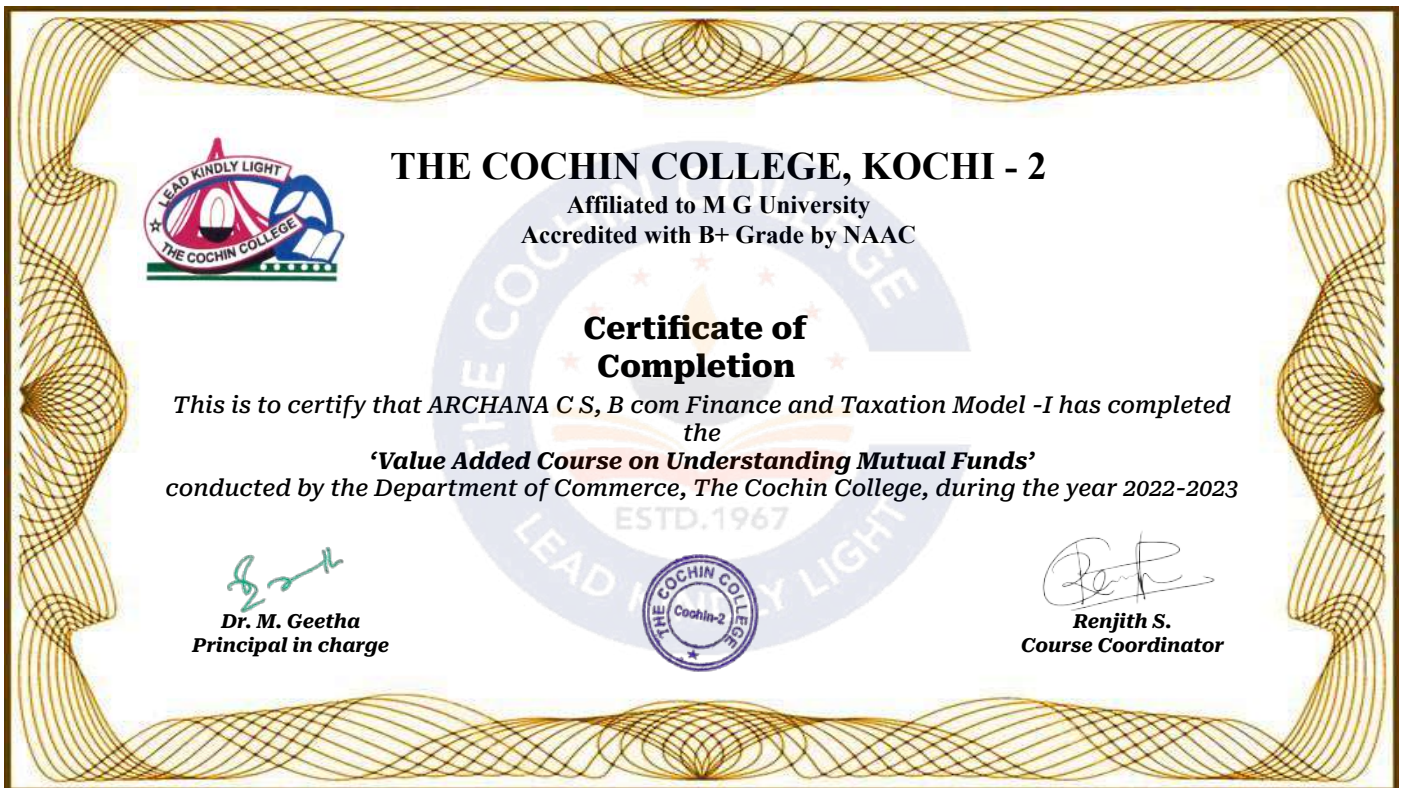 LEAD KINDLY LIGHT
THE COCHIN COLLEGE
THE COCHIN COLLEGE, KOCHI - 2
Affiliated to M G University
Accredited with B+ Grade by NAAC
THE COCHIN COLLEGE
Certificate of
Completion
This is to certify that ARCHANA C S, B com Finance and Taxation Model -I has completed
the
‘Value Added Course on Understanding Mutual Funds’
conducted by the Department of Commerce, The Cochin College, during the year 2022-2023
ESTD.1967
LEAD KINDLY LIGHT
Dr. M. Geetha
Principal in charge
THE COCHIN COLLEGE
Cochin-2
Renjith S.
Course Coordinator